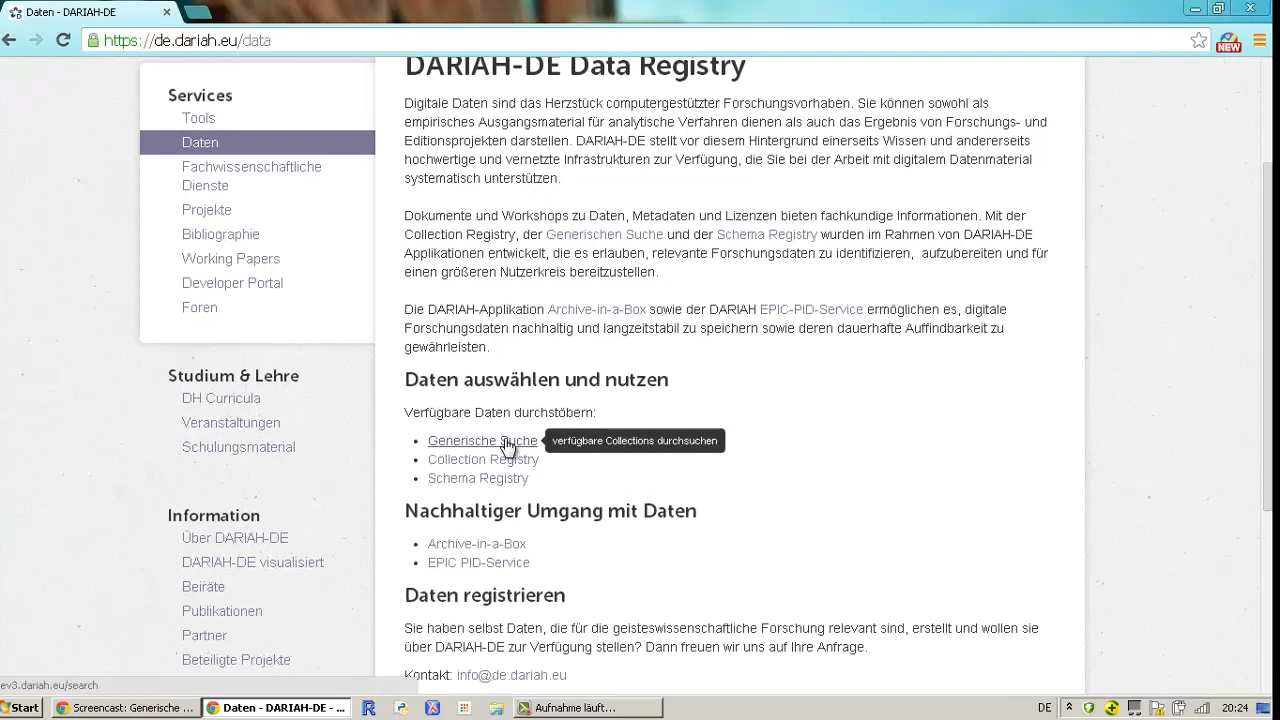 Daten - DARIAH-DE
https://de.dariah.eu/data
NEW
Services
Tools
Daten
Fachwissenschaftliche
Dienste
Projekte
Bibliographie
Working Papers
Developer Portal
Foren
Studium & Lehre
DH Curricula
Veranstaltungen
Schulungsmaterial
Information
Über DARIAH-DE
DARIAH-DE visualisiert
Beiräte
Publikationen
Partner
Beteiligte Projekte
DARIAH-DE Data Registry
Digitale Daten sind das Herzstück computergestützter Forschungsvorhaben. Sie können sowohl als
empirisches Ausgangsmaterial für analytische Verfahren dienen als auch das Ergebnis von Forschungs- und
Editionsprojekten darstellen. DARIAH-DE stellt vor diesem Hintergrund einerseits Wissen und andererseits
hochwertige und vernetzte Infrastrukturen zur Verfügung, die Sie bei der Arbeit mit digitalem Datenmaterial
systematisch unterstützen.
Dokumente und Workshops zu Daten, Metadaten und Lizenzen bieten fachkundige Informationen. Mit der
Collection Registry, der Generischen Suche und der Schema Registry wurden im Rahmen von DARIAH-DE
Applikationen entwickelt, die es erlauben, relevante Forschungsdaten zu identifizieren, aufzubereiten und für
einen größeren Nutzerkreis bereitzustellen.
Die DARIAH-Applikation Archive-in-a-Box sowie der DARIAH EPIC-PID-Service ermöglichen es, digitale
Forschungsdaten nachhaltig und langzeitstabil zu speichern sowie deren dauerhafte Auffindbarkeit zu
gewährleisten.
Daten auswählen und nutzen
Verfügbare Daten durchstöbern:
Generische Suche
verfügbare Collections durchsuchen
Collection Registry
Schema Registry
Nachhaltiger Umgang mit Daten
Archive-in-a-Box
EPIC PID-Service
Daten registrieren
Sie haben selbst Daten, die für die geisteswissenschaftliche Forschung relevant sind, erstellt und wollen sie
über DARIAH-DE zur Verfügung stellen? Dann freuen wir uns auf Ihre Anfrage.
Kontakt: info@de.dariah.eu
ev3.dariah.eu/search
Start
Screencast: Generische ...
Daten - DARIAH-DE - ...
R
X
Aufnahme läuft...
DE
20:24